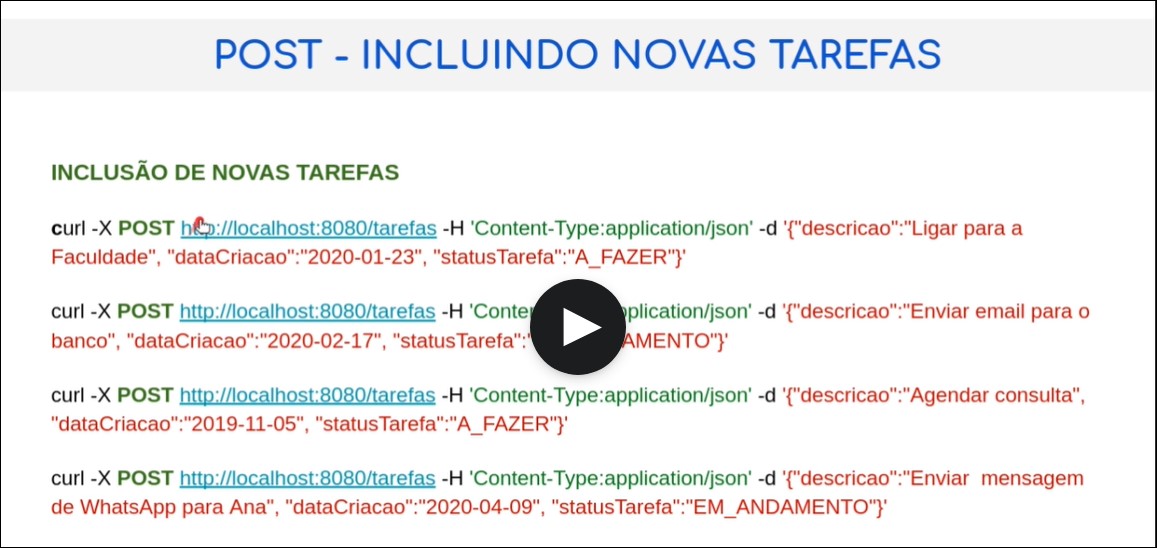 POST - INCLUINDO NOVAS TAREFAS
INCLUSÃO DE NOVAS TAREFAS
curl -X POST http://localhost:8080/tarefas -H 'Content-Type:application/json' -d '{"descricao":"Ligar para a
Faculdade", "dataCriacao":"2020-01-23", "statusTarefa":"A_FAZER"}'
curl -X POST http://localhost:8080/tarefas -H 'Content-Type:application/json' -d '{"descricao":"Enviar email para o
banco", "dataCriacao":"2020-02-17", "statusTarefa":" AMENTO"}'
curl -X POST http://localhost:8080/tarefas -H 'Content-Type:application/json' -d '{"descricao":"Agendar consulta",
"dataCriacao":"2019-11-05", "statusTarefa":"A_FAZER"}'
curl -X POST http://localhost:8080/tarefas -H 'Content-Type:application/json' -d '{"descricao":"Enviar  mensagem
de WhatsApp para Ana", "dataCriacao":"2020-04-09", "statusTarefa":"EM_ANDAMENTO"}'